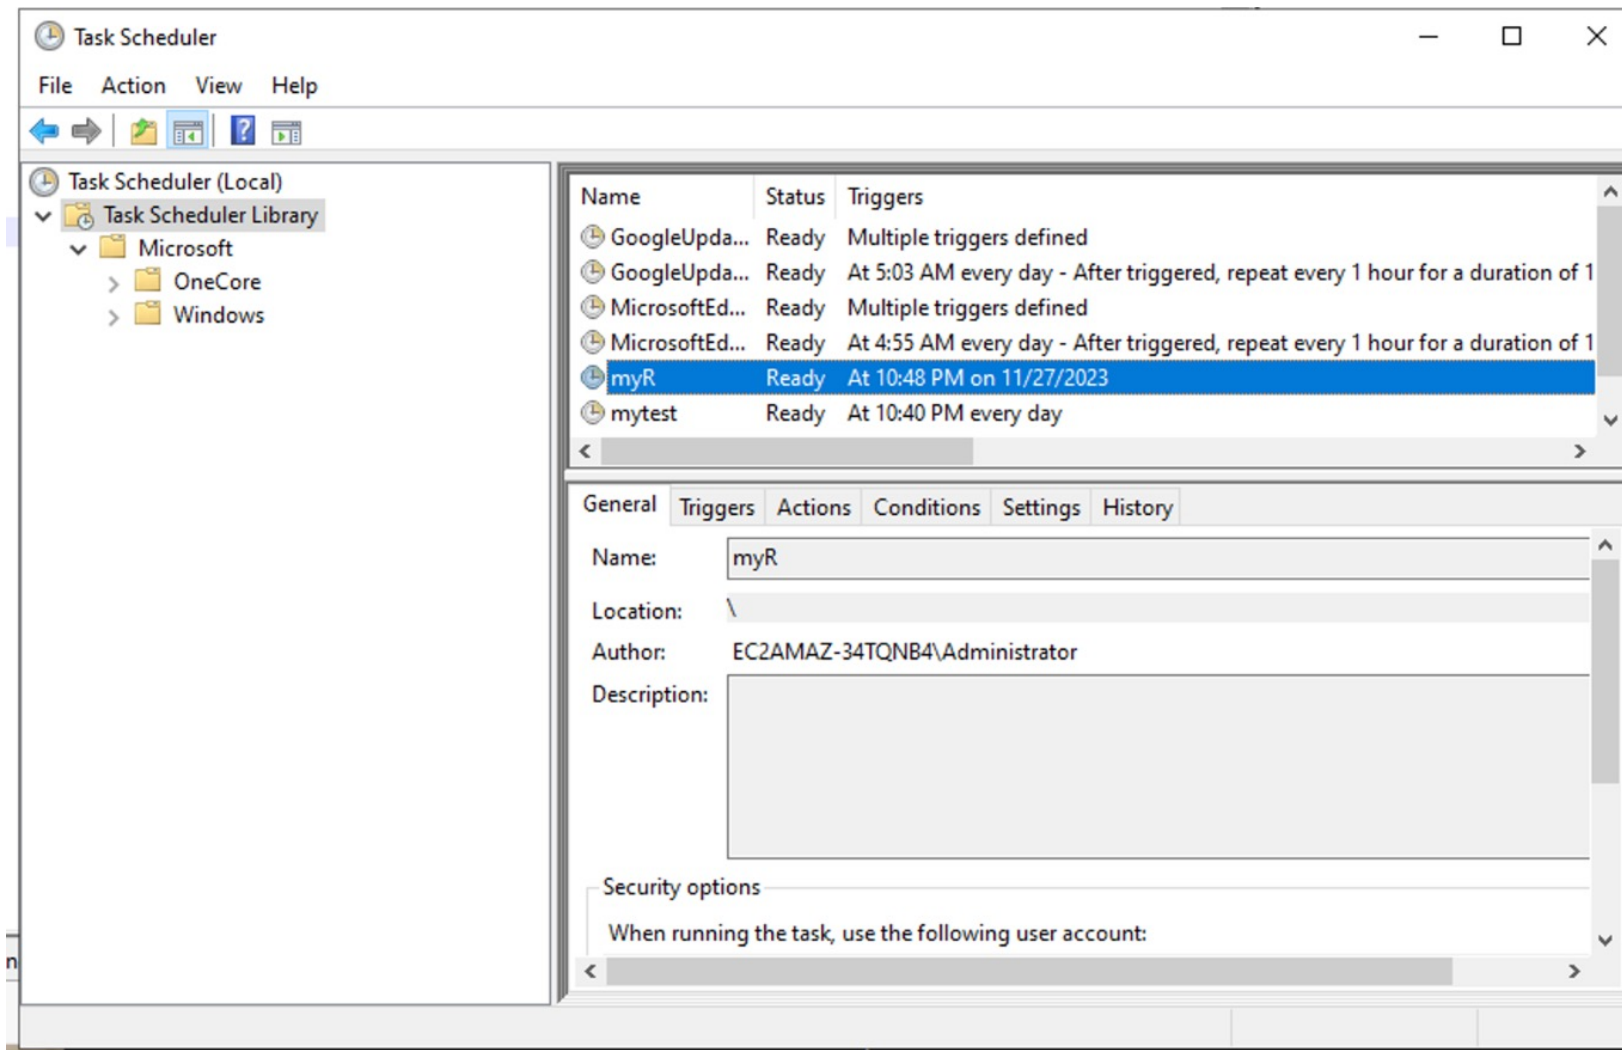 Task Scheduler
File Action View Help
Task Scheduler (Local)
Task Scheduler Library
Microsoft
OneCore
Windows
Name Status Triggers
GoogleUpda... Ready Multiple triggers defined
GoogleUpda... Ready At 5:03 AM every day - After triggered, repeat every 1 hour for a duration of 1
MicrosoftEd... Ready Multiple triggers defined
MicrosoftEd... Ready At 4:55 AM every day - After triggered, repeat every 1 hour for a duration of 1
myR Ready At 10:48 PM on 11/27/2023
mytest Ready At 10:40 PM every day
General Triggers Actions Conditions Settings History
Name: myR
Location: \
Author: EC2AMAZ-34TQNB4\Administrator
Description:
Security options
When running the task, use the following user account:
n